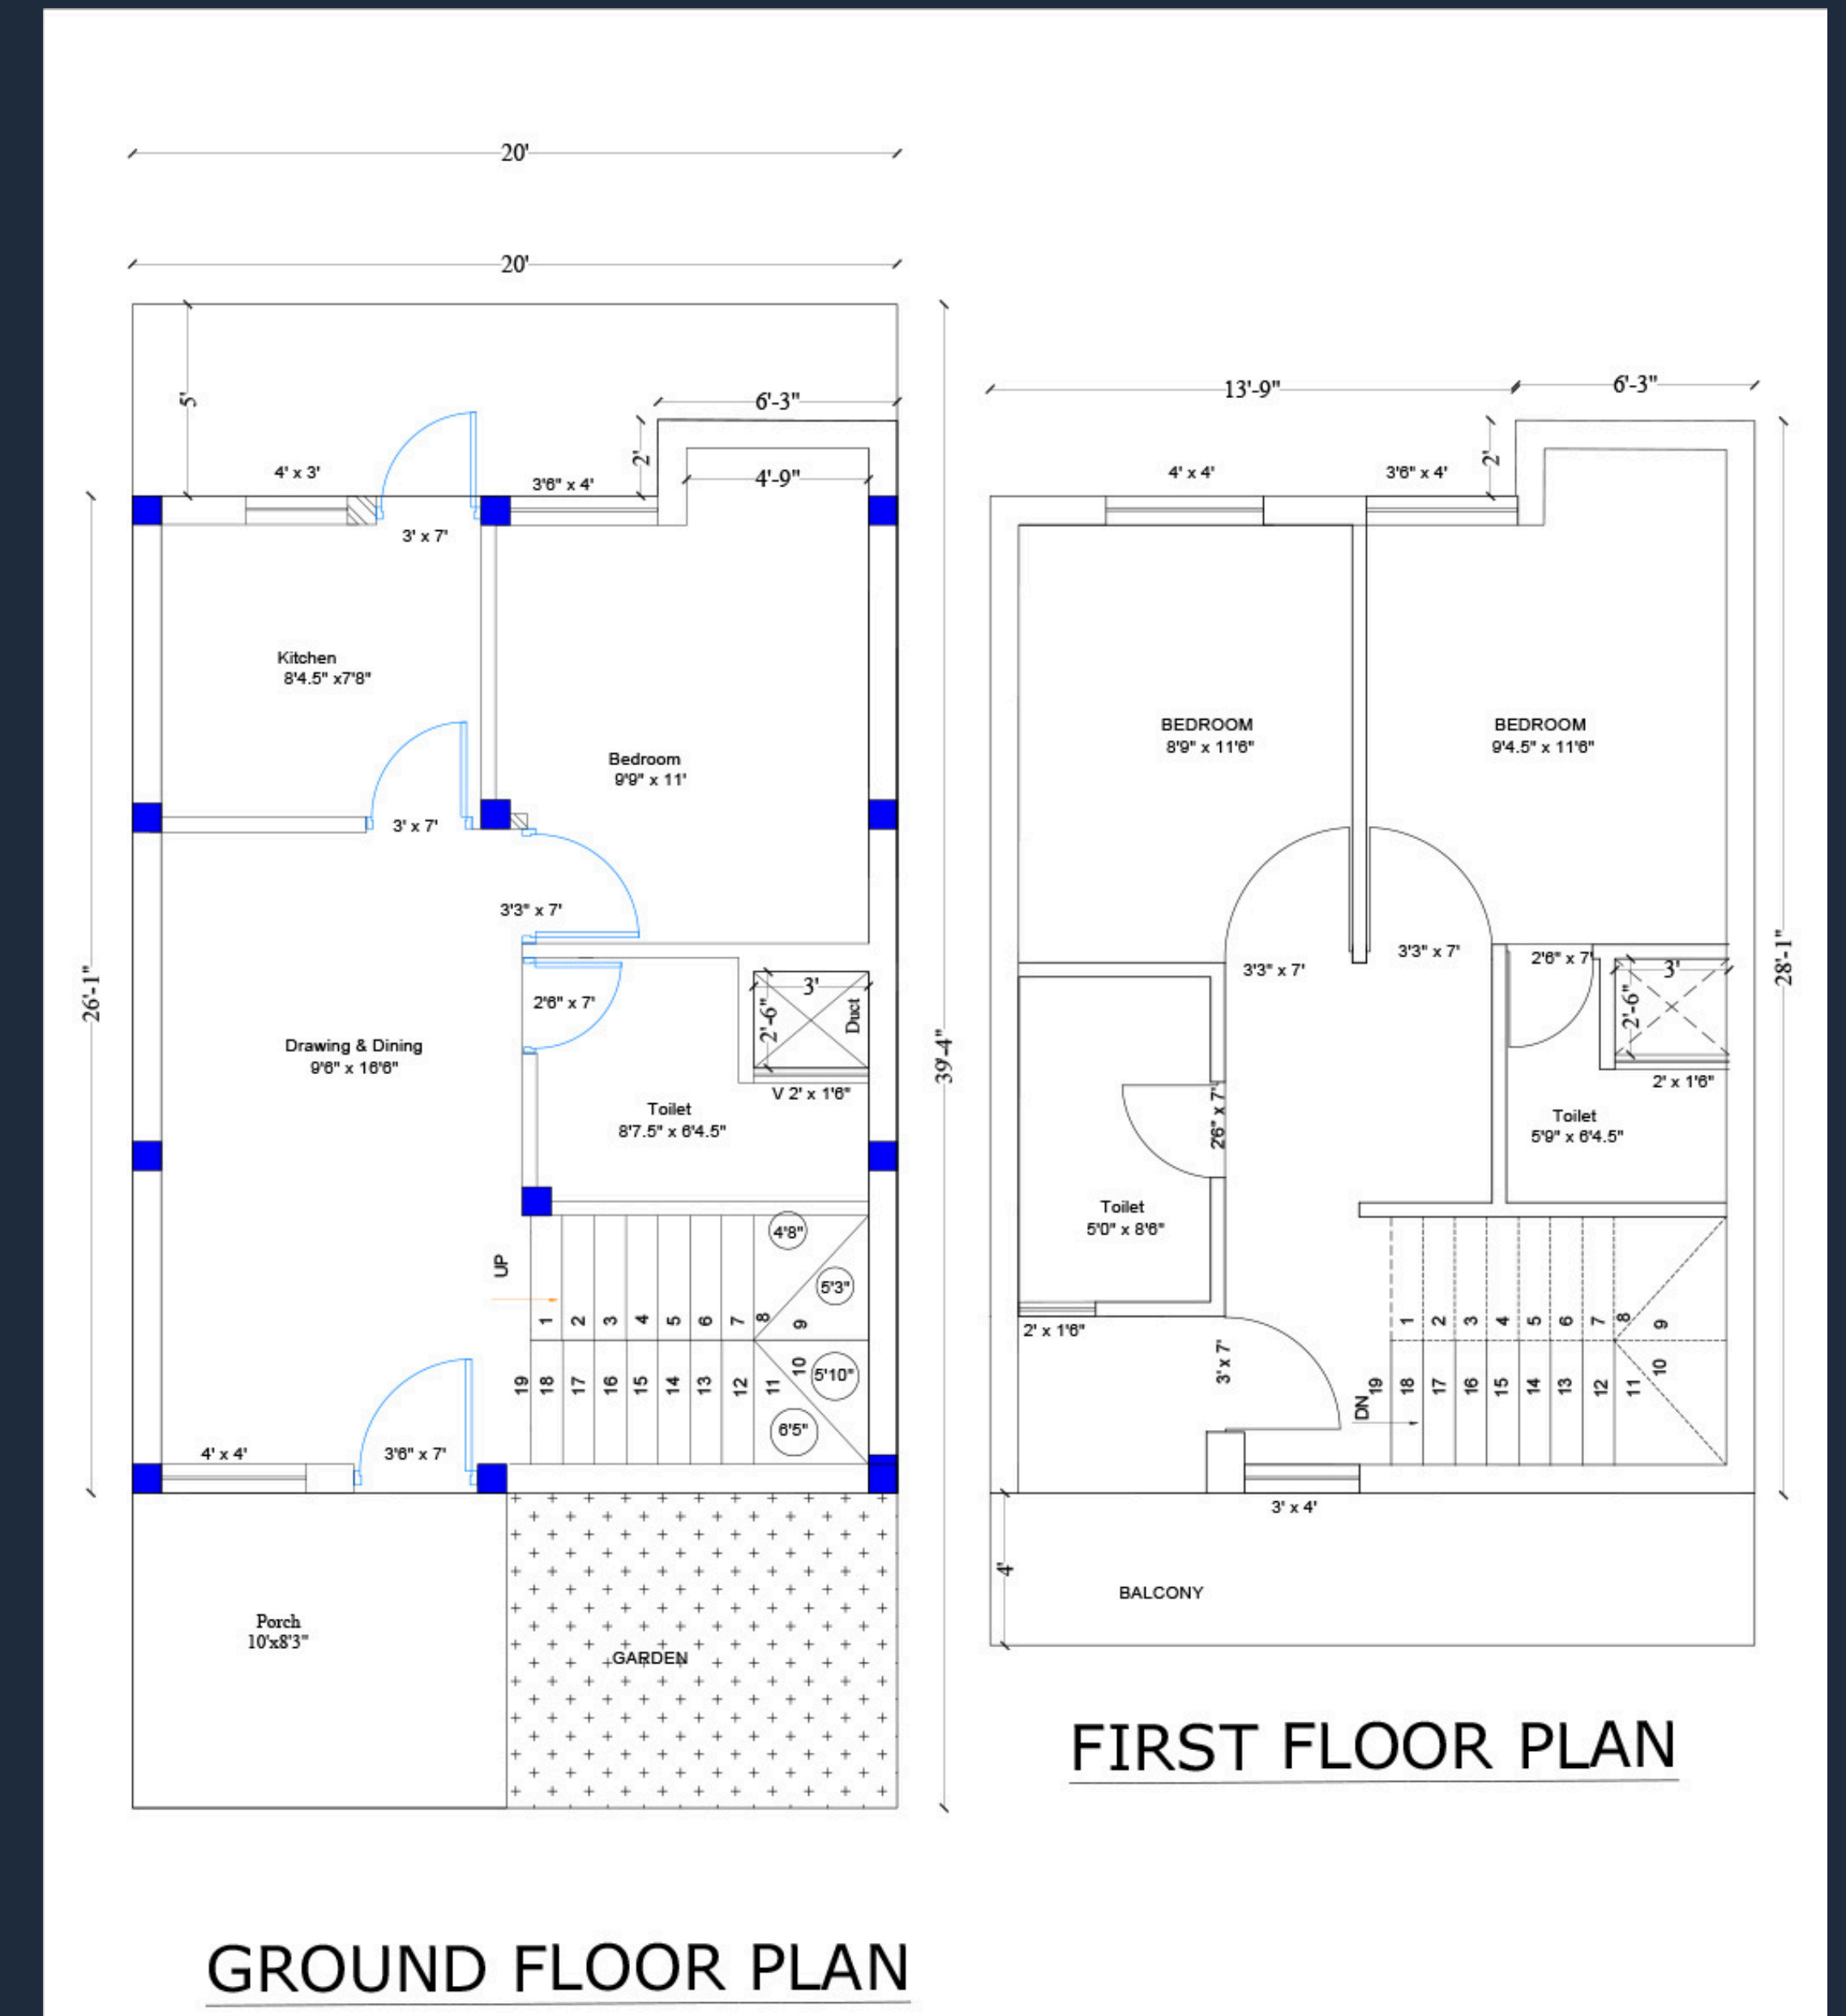 20'
20'
5'
6'-3"
2'
4'-9"
4' x 3'
3'6" x 4'
3' x 7'
Kitchen
8'4.5" x7'8"
Bedroom
9'9" x 11'
3' x 7'
3'3" x 7'
26'-1"
39'-4"
2'6" x 7'
3'
2'-6"
Duct
V 2' x 1'6"
Drawing & Dining
9'6" x 16'6"
Toilet
8'7.5" x 6'4.5"
UP
4'8"
5'3"
1 2 3 4 5 6 7 8 9
19 18 17 16 15 14 13 12 11 10
5'10"
6'5"
4' x 4'
3'6" x 7'
Porch
10'x8'3"
GARDEN
GROUND FLOOR PLAN
13'-9"
6'-3"
2'
4' x 4'
3'6" x 4'
BEDROOM
8'9" x 11'6"
BEDROOM
9'4.5" x 11'6"
28'-1"
3'3" x 7'
3'3" x 7'
2'6" x 7'
3'
2'-6"
2' x 1'6"
2'6" x 7'
Toilet
5'9" x 6'4.5"
Toilet
5'0" x 8'6"
2' x 1'6"
3' x 7'
1 2 3 4 5 6 7 8 9
19 18 17 16 15 14 13 12 11 10
DN
3' x 4'
4'
BALCONY
FIRST FLOOR PLAN